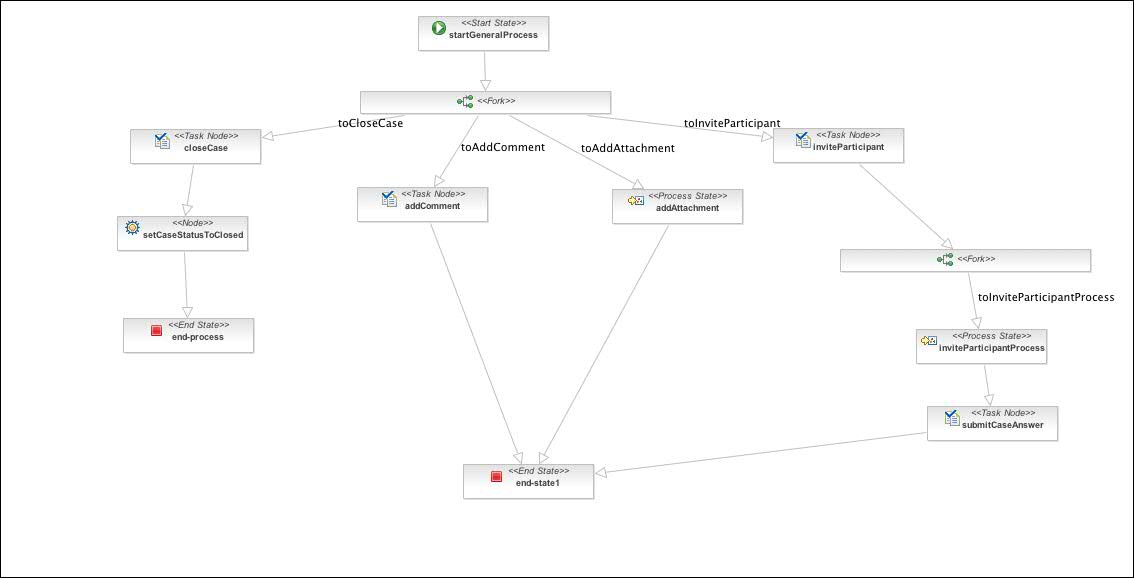 <<Start State>>
startGeneralProcess
<<Fork>>
toCloseCase
toInviteParticipant
<<Task Node>>
closeCase
toAddComment
toAddAttachment
<<Task Node>>
inviteParticipant
<<Task Node>>
addComment
<<Process State>>
addAttachment
<<Node>>
setCaseStatusToClosed
<<Fork>>
toInviteParticipantProcess
<<End State>>
end-process
<<Process State>>
inviteParticipantProcess
<<Task Node>>
submitCaseAnswer
<<End State>>
end-state1